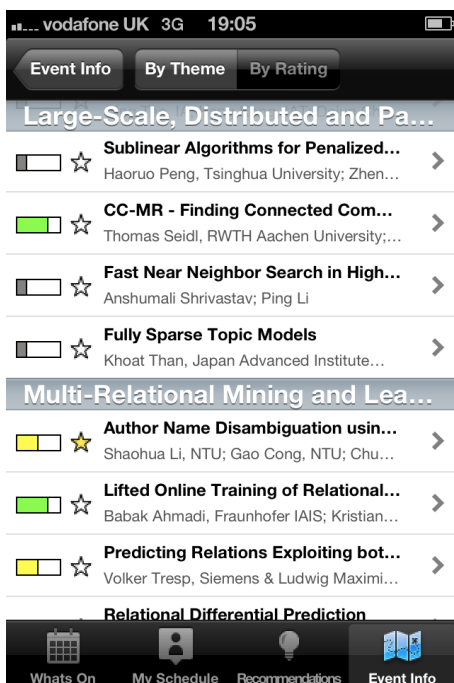 vodafone UK 3G 19:05
Event Info By Theme By Rating
Large-Scale, Distributed and Pa...
Sublinear Algorithms for Penalized...
Haoruo Peng, Tsinghua University; Zhen...
CC-MR - Finding Connected Com...
Thomas Seidl, RWTH Aachen University;...
Fast Near Neighbor Search in High...
Anshumali Shrivastav; Ping Li
Fully Sparse Topic Models
Khoat Than, Japan Advanced Institute...
Multi-Relational Mining and Lea...
Author Name Disambiguation usin...
Shaohua Li, NTU; Gao Cong, NTU; Chu...
Lifted Online Training of Relational...
Babak Ahmadi, Fraunhofer IAIS; Kristian...
Predicting Relations Exploiting bot...
Volker Tresp, Siemens & Ludwig Maximi...
Relational Differential Prediction
Whats On My Schedule Recommendations Event Info